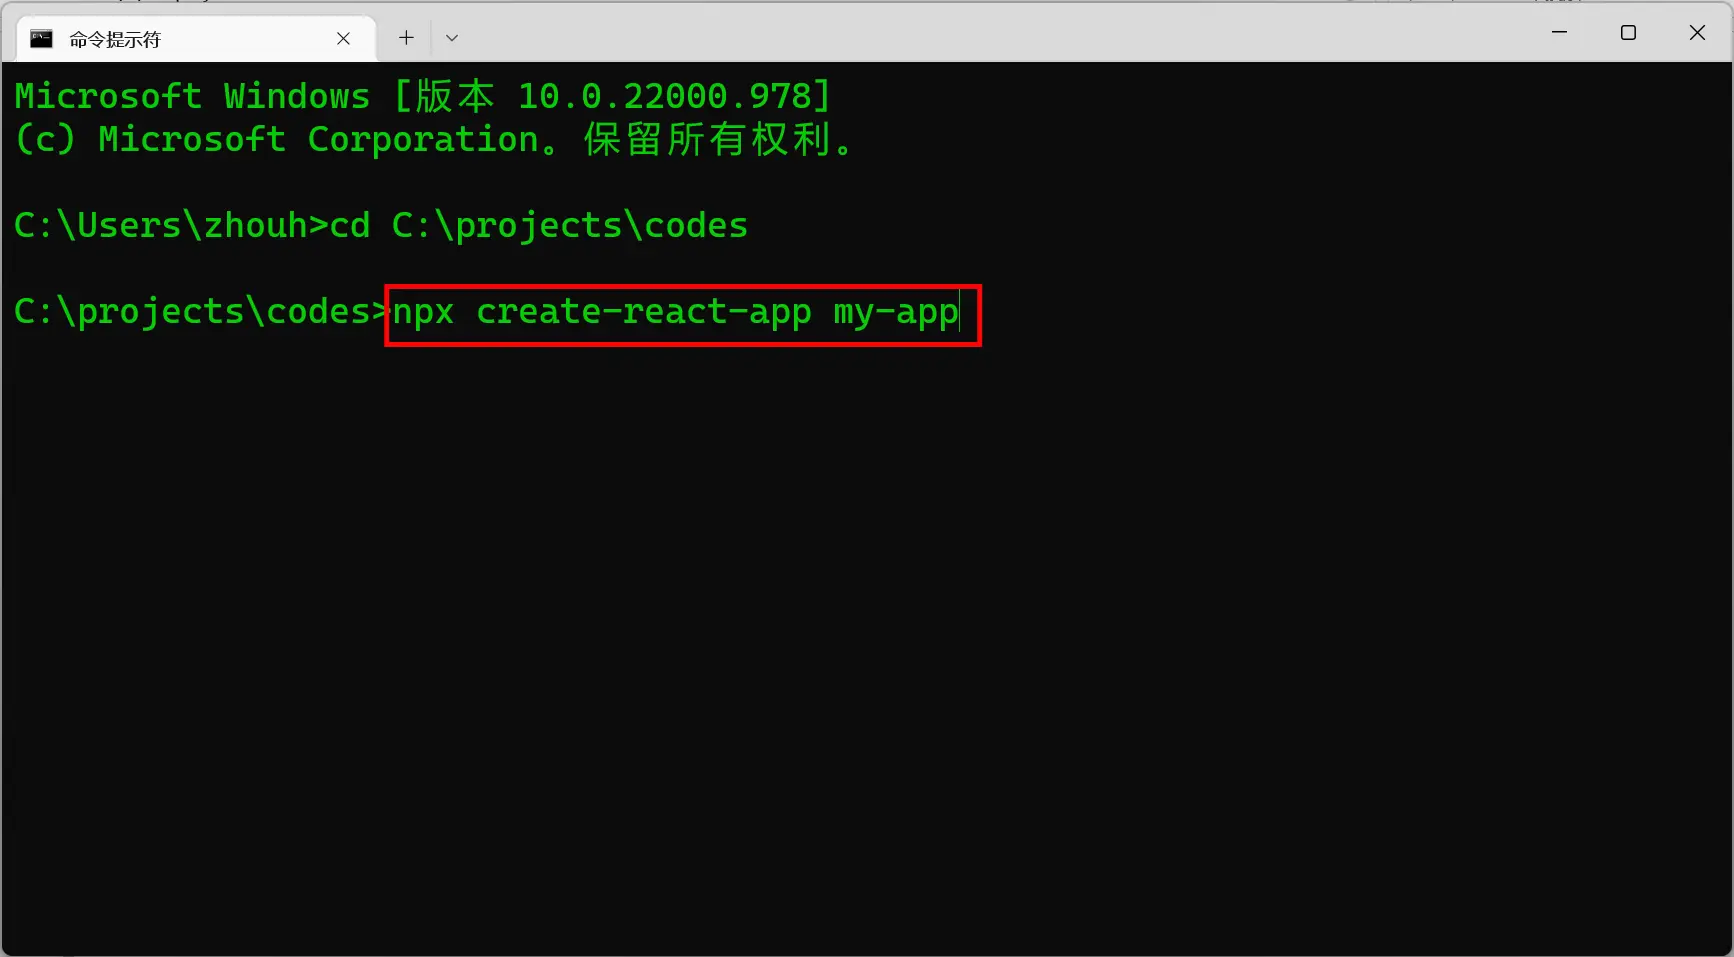 命令提示符
Microsoft Windows [版本 10.0.22000.978]
(c) Microsoft Corporation。保留所有权利。
C:\Users\zhouh>cd C:\projects\codes
C:\projects\codes>npx create-react-app my-app